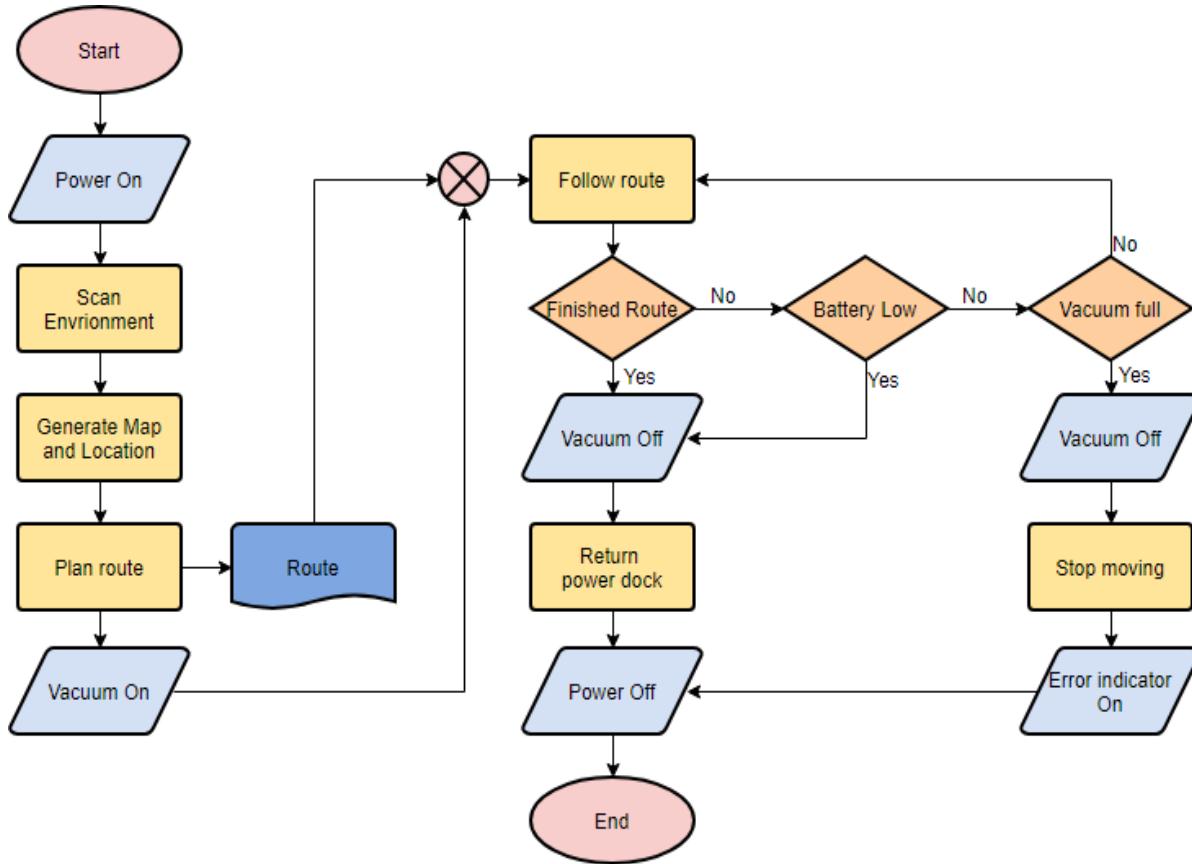 Start
Power On
Scan
Envrionment
Generate Map
and Location
Plan route
Route
Vacuum On
Follow route
Finished Route
No
Battery Low
No
Vacuum full
No
Yes
Yes
Yes
Vacuum Off
Vacuum Off
Return
power dock
Stop moving
Power Off
Error indicator
On
End